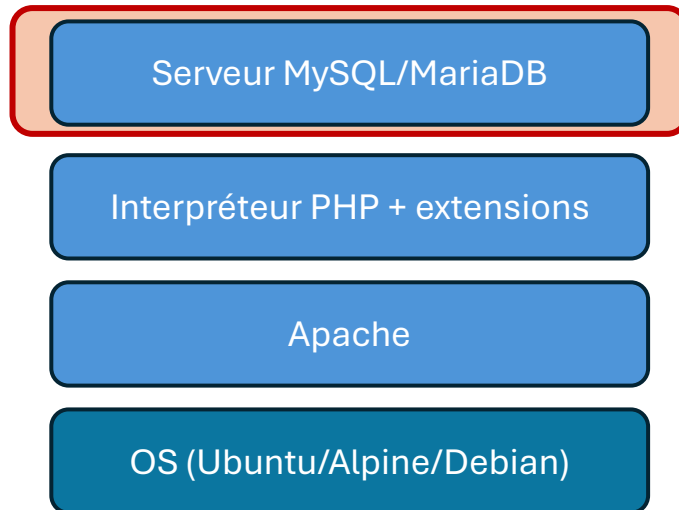 Serveur MySQL/MariaDB
Interpréteur PHP + extensions
Apache
OS (Ubuntu/Alpine/Debian)